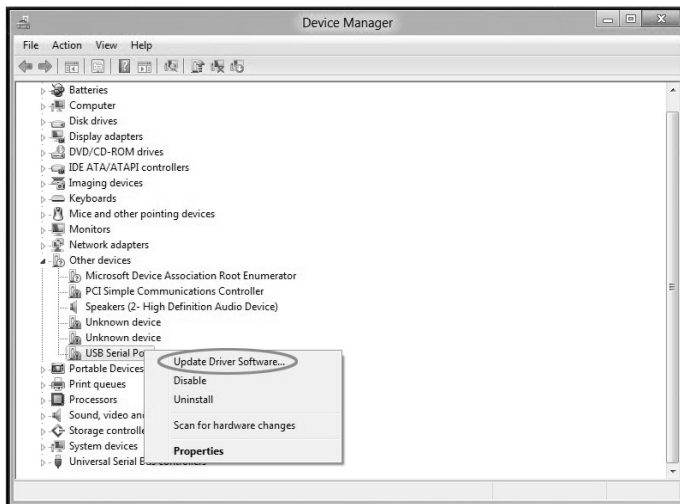 Device Manager
File Action View Help
Batteries
Computer
Disk drives
Display adapters
DVD/CD-ROM drives
IDE ATA/ATAPI controllers
Imaging devices
Keyboards
Mice and other pointing devices
Monitors
Network adapters
Other devices
Microsoft Device Association Root Enumerator
PCI Simple Communications Controller
Speakers (2- High Definition Audio Device)
Unknown device
Unknown device
USB Serial Po
Update Driver Software...
Portable Devices
Disable
Print queues
Processors
Uninstall
Sound, video an
Storage controlle
Scan for hardware changes
System devices
Properties
Universal Serial B